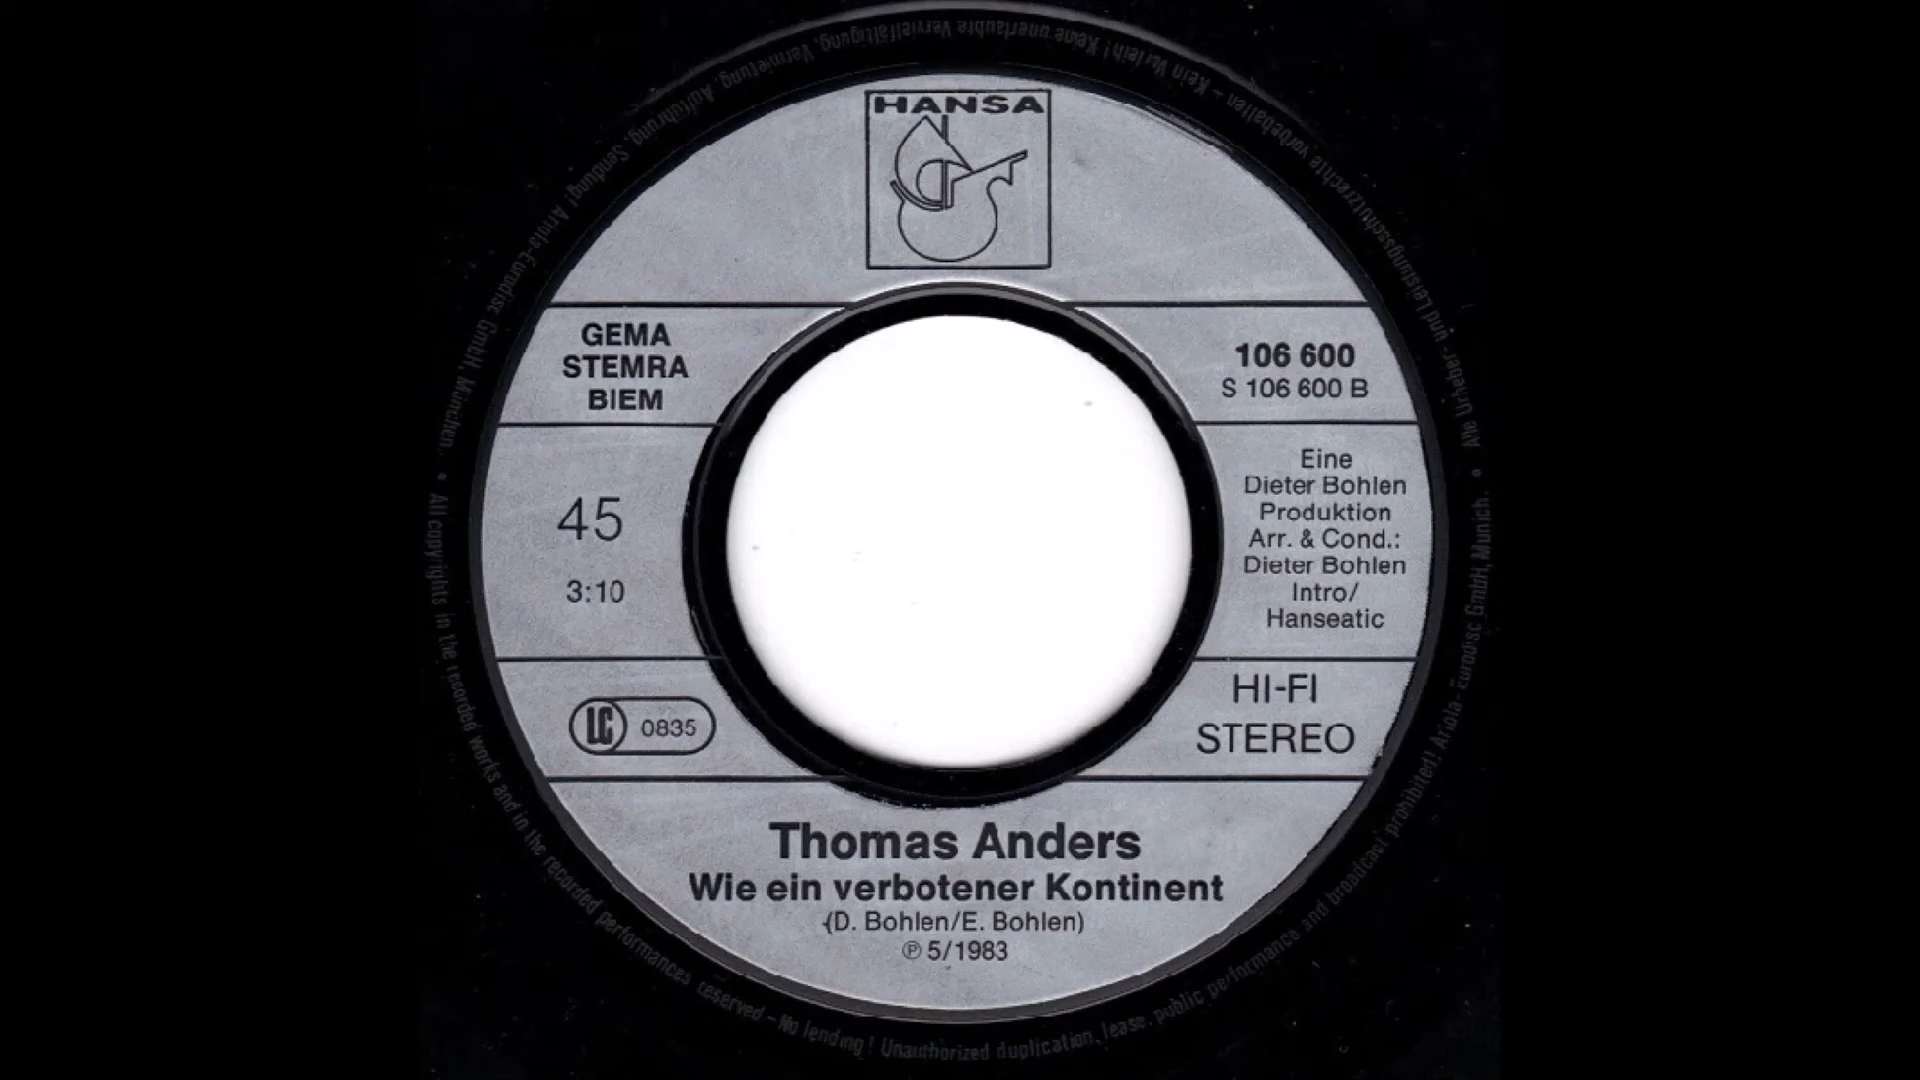 HANSA
GEMA
STEMRA
BIEM
106 600
S 106 600 B
45
3:10
Eine
Dieter Bohlen
Produktion
Arr. & Cond.:
Dieter Bohlen
Intro/
Hanseatic
LC 0835
HI-FI
STEREO
Thomas Anders
Wie ein verbotener Kontinent
(D. Bohlen/E. Bohlen)
℗ 5/1983
Alle Urheber- und Leistungsschutzrechte vorbehalten – Kein Verleih! Keine unerlaubte Vervielfältigung, Vermietung, Aufführung, Sendung! Ariola-Eurodisc GmbH, München. •
All copyrights in the recorded works and in the recorded performances reserved – No lending! Unauthorized duplication, lease, public performance and broadcast prohibited! Ariola-Eurodisc GmbH, Munich. •